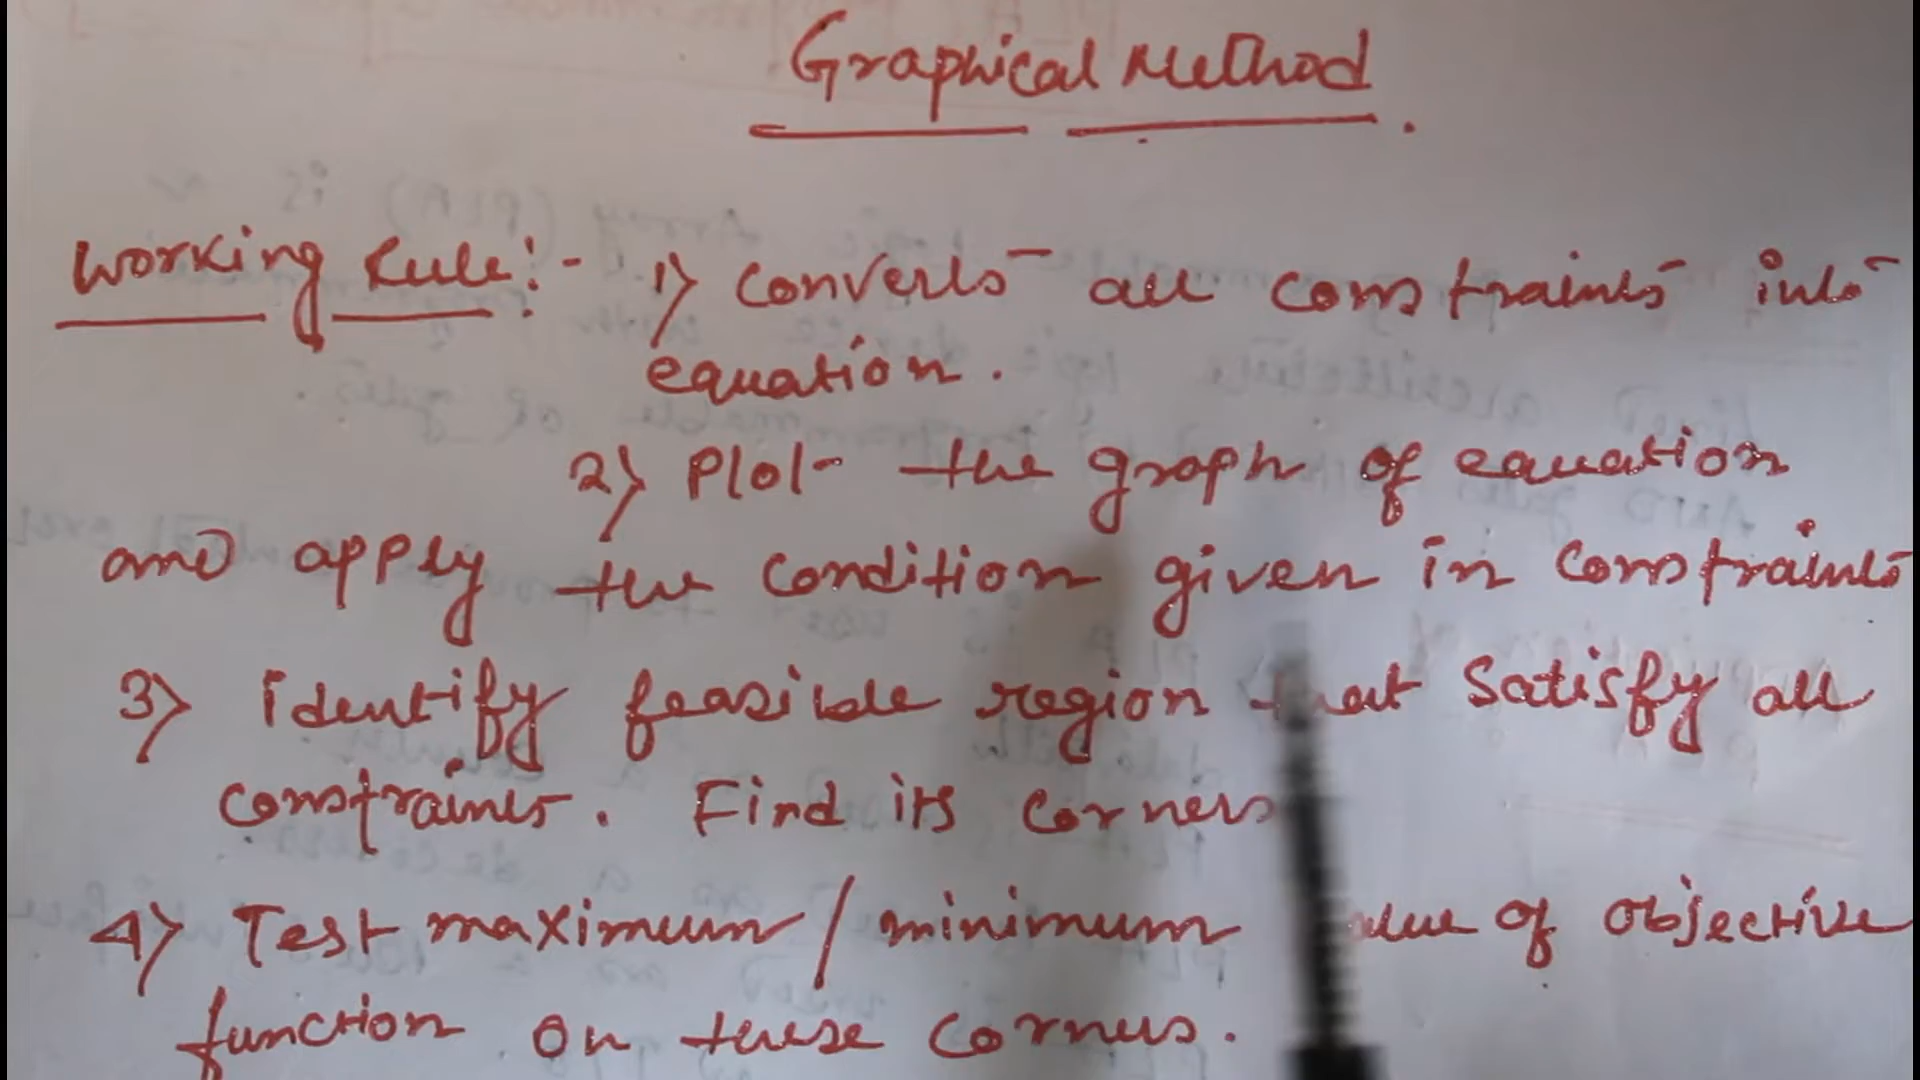 Graphical Method
Working Rule:- 1) Converts all constraints into
equation.
2) Plot the graph of equation
and apply the condition given in constraints
3) identify feasible region that satisfy all
constraints. Find its corners
4) Test maximum/minimum value of objective
function on these corners.